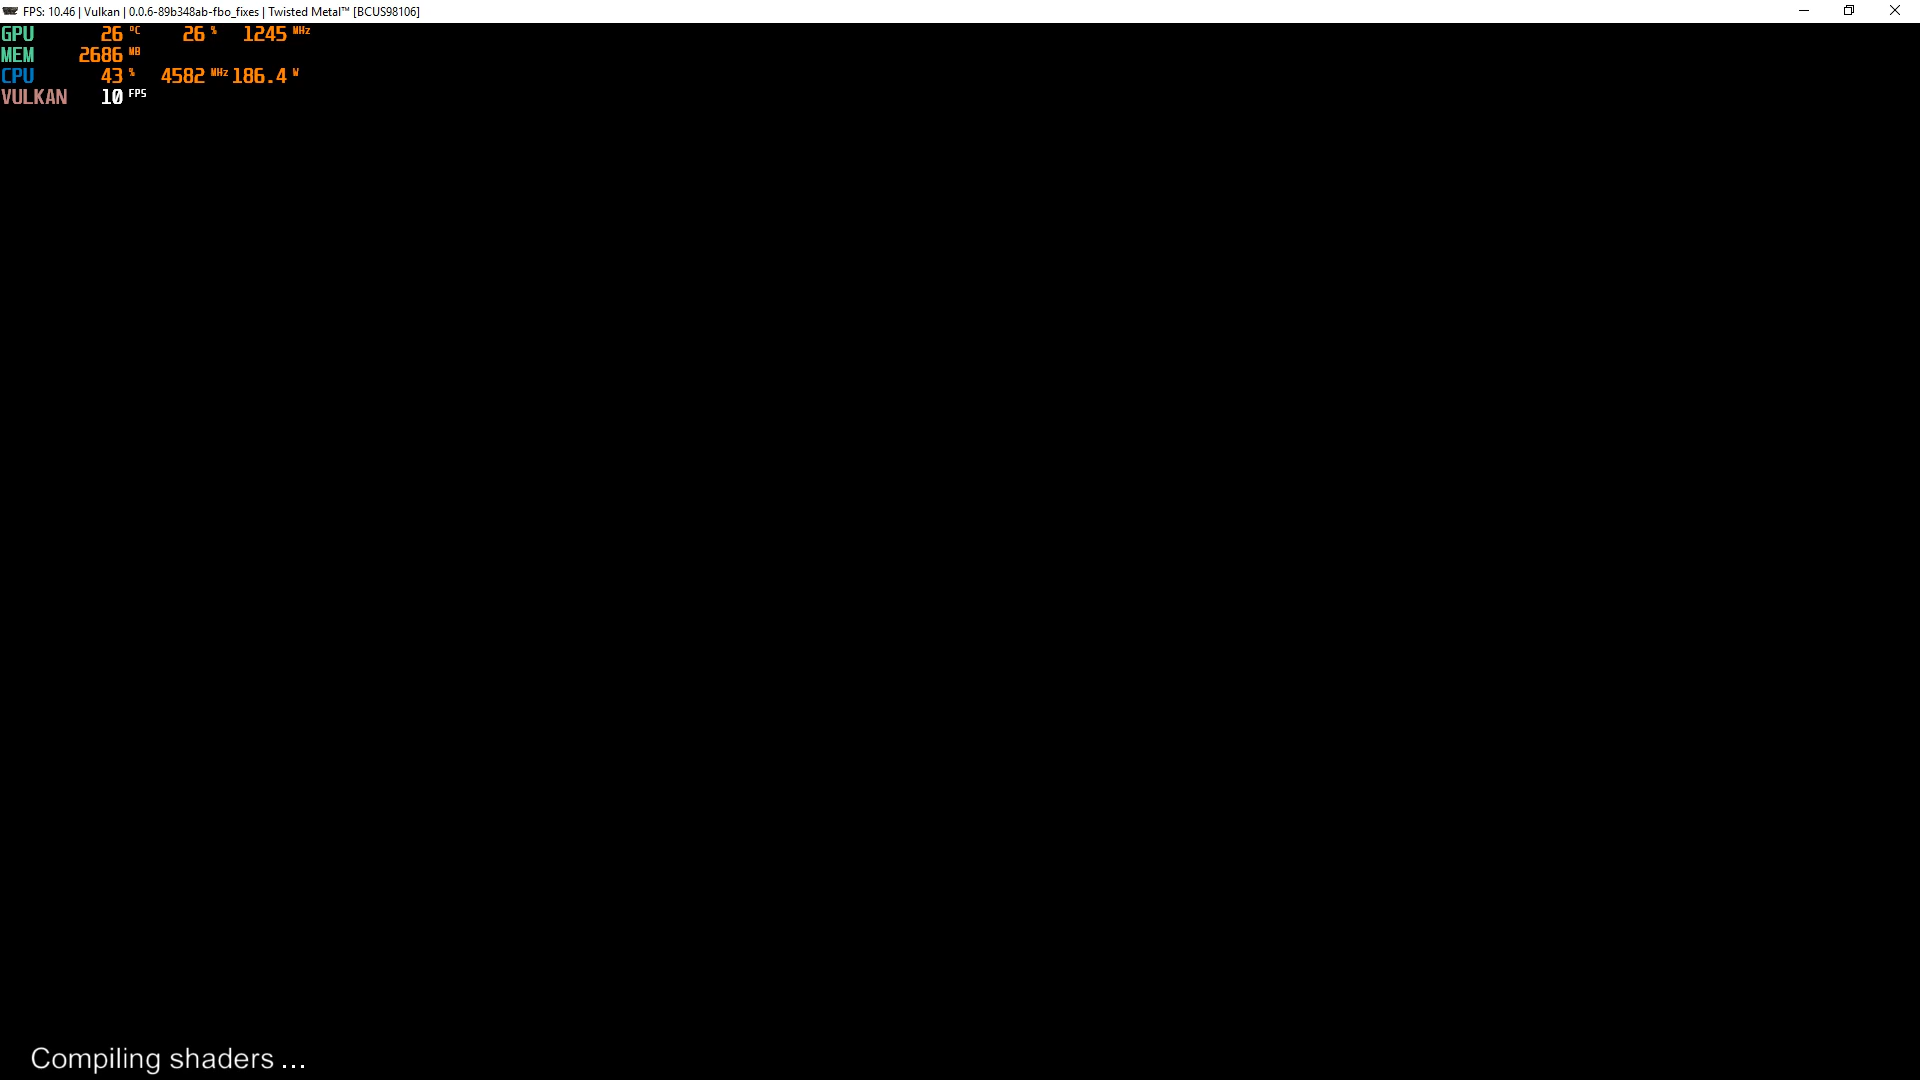 FPS: 10.46 | Vulkan | 0.0.6-89b348ab-fbo_fixes | Twisted Metal™ [BCUS98106]
GPU 26 °C 26 % 1245 MHz
MEM 2686 MB
CPU 43 % 4582 MHz 186.4 W
VULKAN 10 FPS
Compiling shaders ...